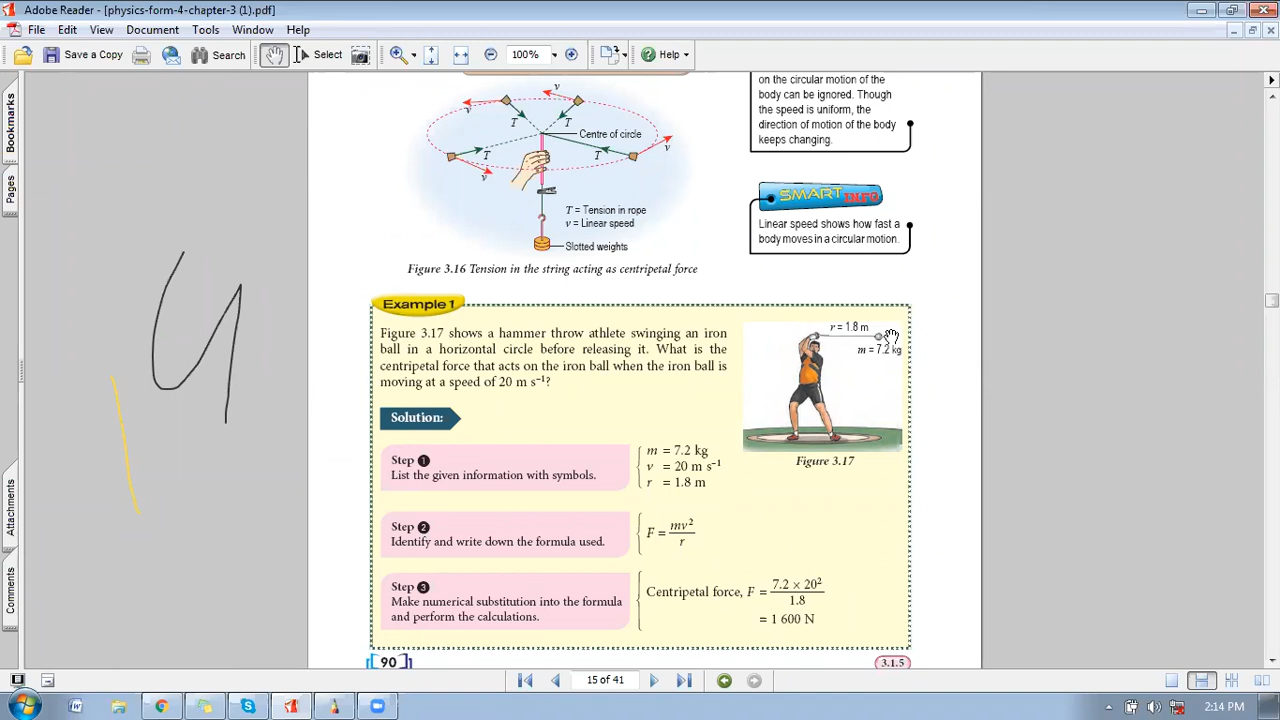 Adobe Reader - [physics-form-4-chapter-3 (1).pdf]
File Edit View Document Tools Window Help
Save a Copy Search Select 100% Help
Bookmarks
Pages
Attachments
Comments
on the circular motion of the
body can be ignored. Though
the speed is uniform, the
direction of motion of the body
keeps changing.
v
v
T
T
Centre of circle
T
T
v
v
T = Tension in rope
v = Linear speed
Slotted weights
Figure 3.16 Tension in the string acting as centripetal force
SMART INFO
Linear speed shows how fast a
body moves in a circular motion.
Example 1
Figure 3.17 shows a hammer throw athlete swinging an iron
ball in a horizontal circle before releasing it. What is the
centripetal force that acts on the iron ball when the iron ball is
moving at a speed of 20 m s⁻¹?
r = 1.8 m
m = 7.2 kg
Figure 3.17
Solution:
Step 1
List the given information with symbols.
m = 7.2 kg
v = 20 m s⁻¹
r = 1.8 m
Step 2
Identify and write down the formula used.
F = mv²/r
Step 3
Make numerical substitution into the formula
and perform the calculations.
Centripetal force, F = 7.2 × 20²/1.8
= 1 600 N
90
3.1.5
15 of 41
2:14 PM